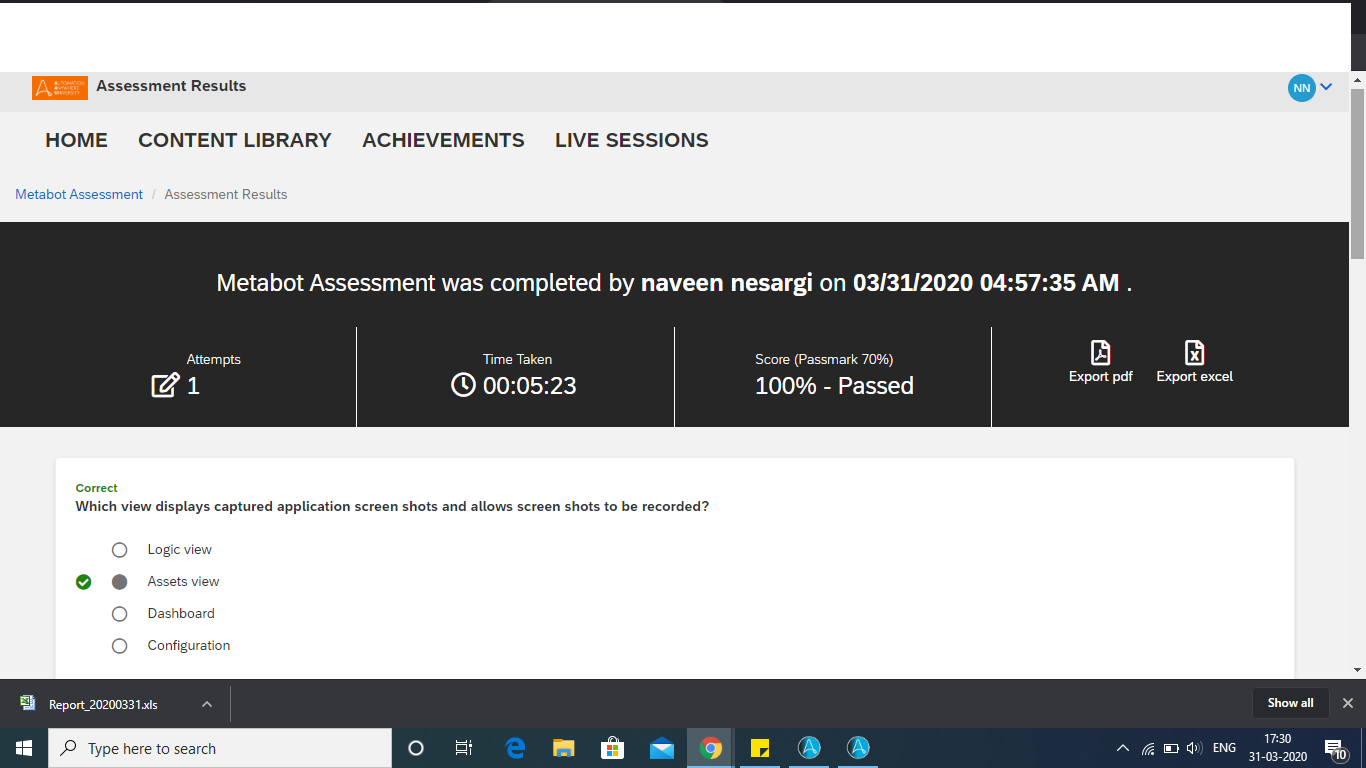 AUTOMATION
ANYWHERE
UNIVERSITY
Assessment Results
NN
HOME CONTENT LIBRARY ACHIEVEMENTS LIVE SESSIONS
Metabot Assessment / Assessment Results
Metabot Assessment was completed by naveen nesargi on 03/31/2020 04:57:35 AM .
Attempts
1
Time Taken
00:05:23
Score (Passmark 70%)
100% - Passed
Export pdf
Export excel
Correct
Which view displays captured application screen shots and allows screen shots to be recorded?
Logic view
Assets view
Dashboard
Configuration
Report_20200331.xls
Show all
Type here to search
ENG
17:30
31-03-2020
10